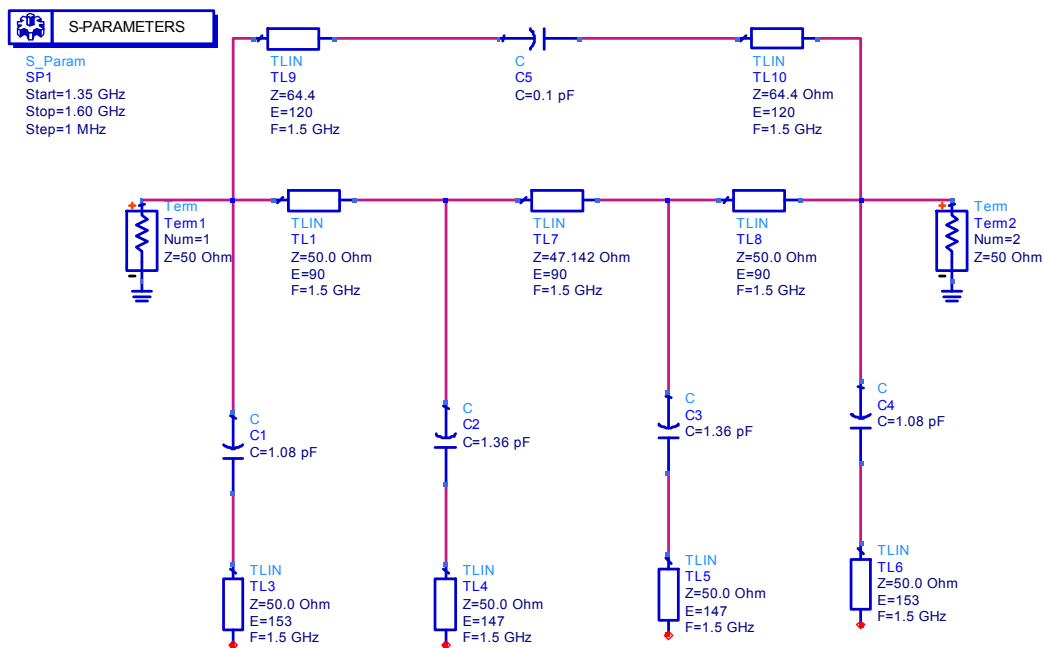 S-PARAMETERS
S_Param
SP1
Start=1.35 GHz
Stop=1.60 GHz
Step=1 MHz
TLIN
TL9
Z=64.4
E=120
F=1.5 GHz
C
C5
C=0.1 pF
TLIN
TL10
Z=64.4 Ohm
E=120
F=1.5 GHz
Term
Term1
Num=1
Z=50 Ohm
TLIN
TL1
Z=50.0 Ohm
E=90
F=1.5 GHz
TLIN
TL7
Z=47.142 Ohm
E=90
F=1.5 GHz
TLIN
TL8
Z=50.0 Ohm
E=90
F=1.5 GHz
Term
Term2
Num=2
Z=50 Ohm
C
C1
C=1.08 pF
C
C2
C=1.36 pF
C
C3
C=1.36 pF
C
C4
C=1.08 pF
TLIN
TL3
Z=50.0 Ohm
E=153
F=1.5 GHz
TLIN
TL4
Z=50.0 Ohm
E=147
F=1.5 GHz
TLIN
TL5
Z=50.0 Ohm
E=147
F=1.5 GHz
TLIN
TL6
Z=50.0 Ohm
E=153
F=1.5 GHz